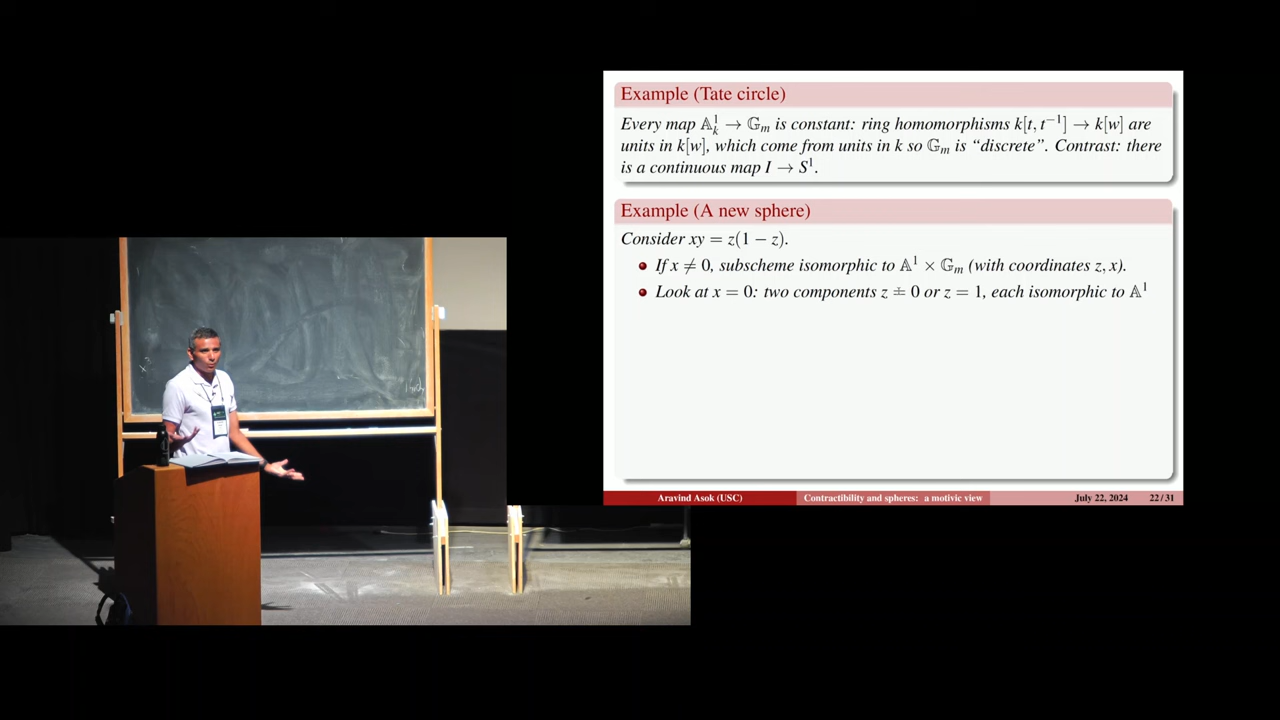 Example (Tate circle)
Every map 𝔸¹ₖ → 𝔾ₘ is constant: ring homomorphisms k[t, t⁻¹] → k[w] are
units in k[w], which come from units in k so 𝔾ₘ is “discrete”. Contrast: there
is a continuous map I → S¹.
Example (A new sphere)
Consider xy = z(1 − z).
• If x ≠ 0, subscheme isomorphic to 𝔸¹ × 𝔾ₘ (with coordinates z, x).
• Look at x = 0: two components z = 0 or z = 1, each isomorphic to 𝔸¹
Aravind Asok (USC) Contractibility and spheres: a motivic view July 22, 2024 22 / 31